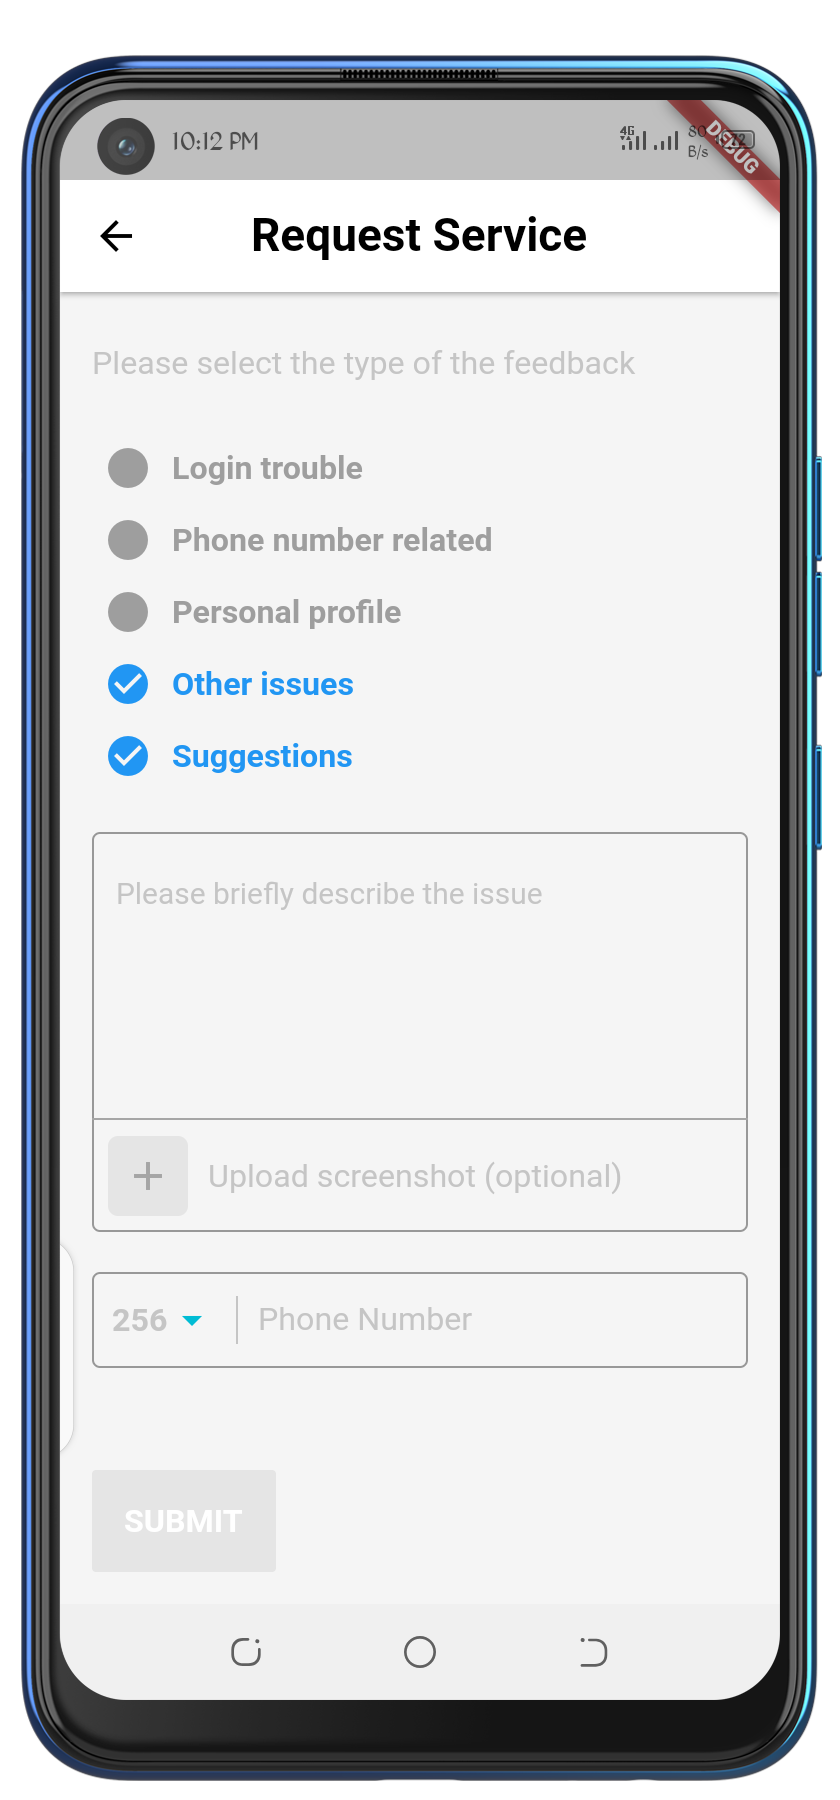 10:12 PM
4G
80
B/s
DEBUG
Request Service
Please select the type of the feedback
Login trouble
Phone number related
Personal profile
Other issues
Suggestions
Please briefly describe the issue
Upload screenshot (optional)
256
Phone Number
SUBMIT